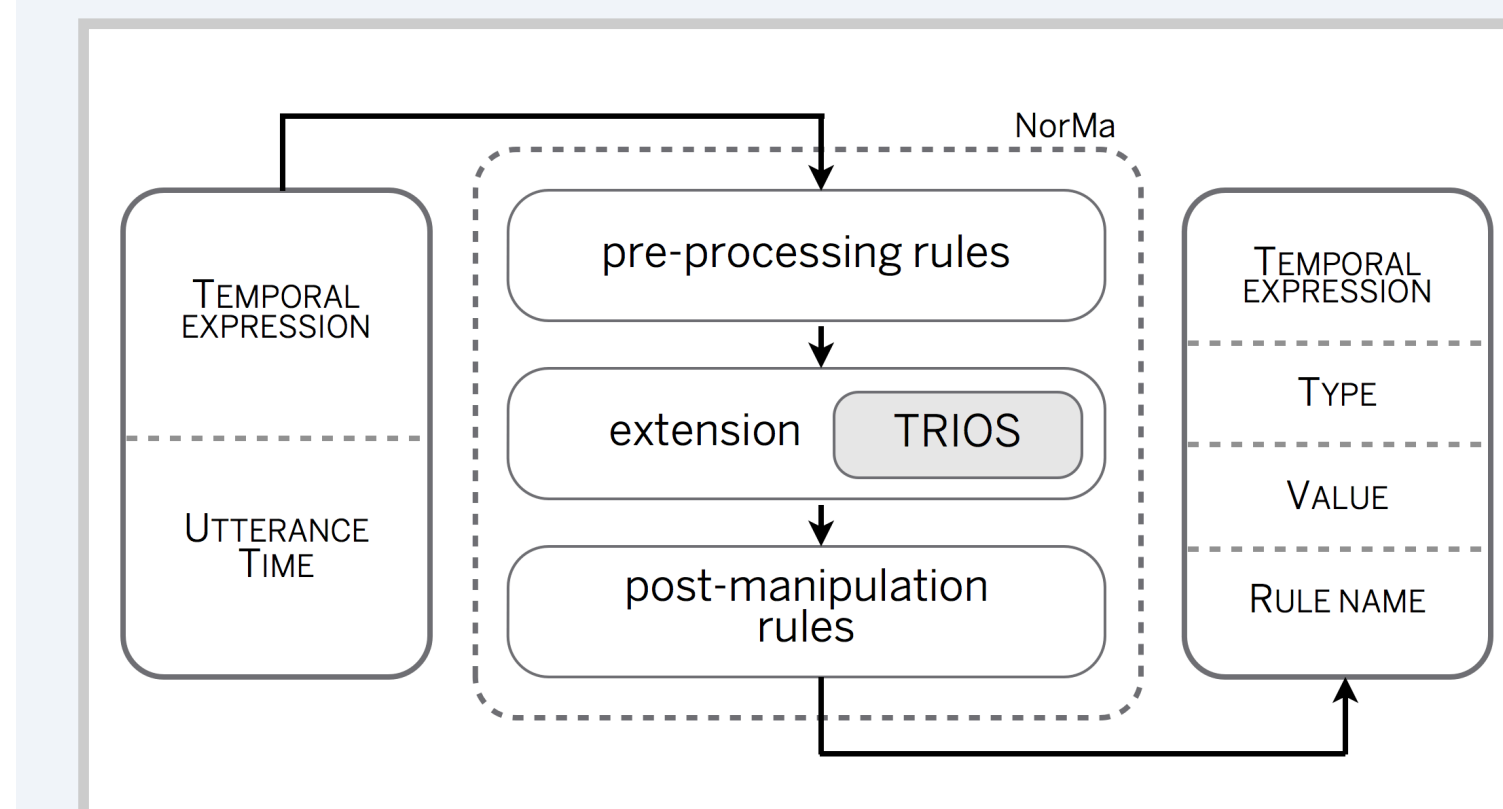 NorMa
TEMPORAL
EXPRESSION
UTTERANCE
TIME
pre-processing rules
extension
TRIOS
post-manipulation
rules
TEMPORAL
EXPRESSION
TYPE
VALUE
RULE NAME